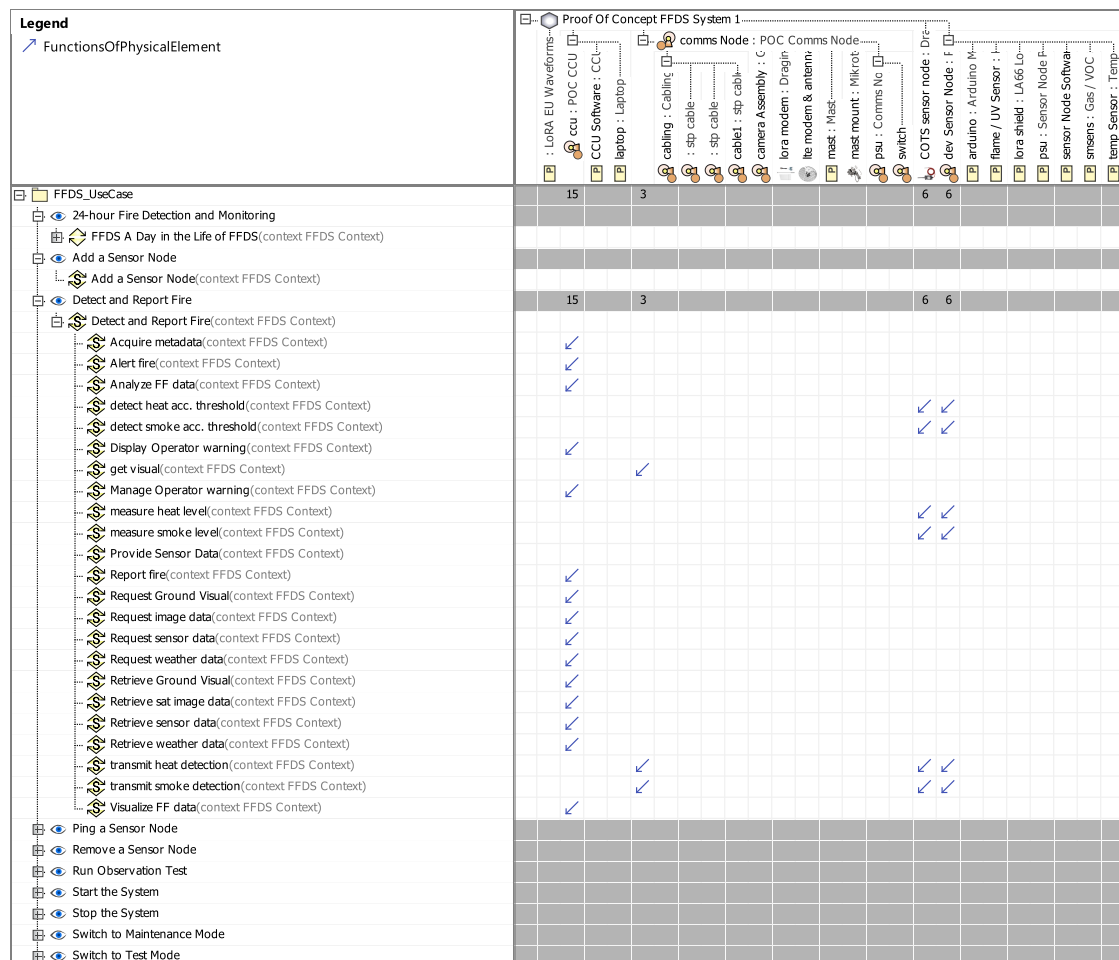 Legend
FunctionsOfPhysicalElement
Proof Of Concept FFDS System 1
comms Node : POC Comms Node
: LoRA EU Waveforms
ccu : POC CCU
CCU Software : CCU
laptop : Laptop
cabling : Cabling
: stp cable
: stp cable
cable1 : stp cable
camera Assembly : C
lora modem : Dragin
lte modem & antenn
mast : Mast
mast mount : Mikrot
psu : Comms No
switch
COTS sensor node : Dra
dev Sensor Node : F
arduino : Arduino M
flame / UV Sensor :
lora shield : LA66 Lo
psu : Sensor Node P
sensor Node Softwar
smsens : Gas / VOC
temp Sensor : Temp
FFDS_UseCase 15 3 6 6
24-hour Fire Detection and Monitoring
FFDS A Day in the Life of FFDS(context FFDS Context)
Add a Sensor Node
Add a Sensor Node(context FFDS Context)
Detect and Report Fire 15 3 6 6
Detect and Report Fire(context FFDS Context)
Acquire metadata(context FFDS Context)
Alert fire(context FFDS Context)
Analyze FF data(context FFDS Context)
detect heat acc. threshold(context FFDS Context)
detect smoke acc. threshold(context FFDS Context)
Display Operator warning(context FFDS Context)
get visual(context FFDS Context)
Manage Operator warning(context FFDS Context)
measure heat level(context FFDS Context)
measure smoke level(context FFDS Context)
Provide Sensor Data(context FFDS Context)
Report fire(context FFDS Context)
Request Ground Visual(context FFDS Context)
Request image data(context FFDS Context)
Request sensor data(context FFDS Context)
Request weather data(context FFDS Context)
Retrieve Ground Visual(context FFDS Context)
Retrieve sat image data(context FFDS Context)
Retrieve sensor data(context FFDS Context)
Retrieve weather data(context FFDS Context)
transmit heat detection(context FFDS Context)
transmit smoke detection(context FFDS Context)
Visualize FF data(context FFDS Context)
Ping a Sensor Node
Remove a Sensor Node
Run Observation Test
Start the System
Stop the System
Switch to Maintenance Mode
Switch to Test Mode